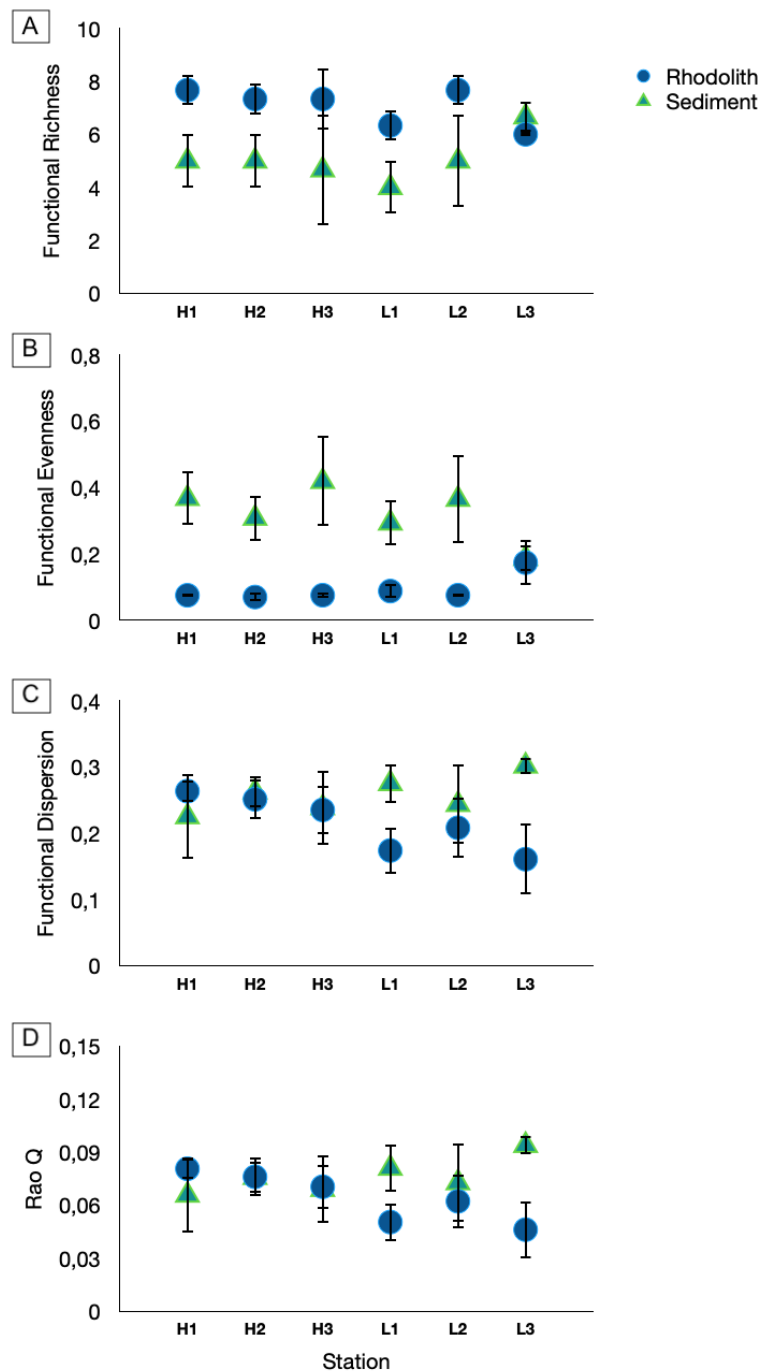 A
10
8
6
4
2
0
Functional Richness
H1 H2 H3 L1 L2 L3
Rhodolith
Sediment
B
0,8
0,6
0,4
0,2
0
Functional Evenness
H1 H2 H3 L1 L2 L3
C
0,4
0,3
0,2
0,1
0
Functional Dispersion
H1 H2 H3 L1 L2 L3
D
0,15
0,12
0,09
0,06
0,03
0
Rao Q
H1 H2 H3 L1 L2 L3
Station